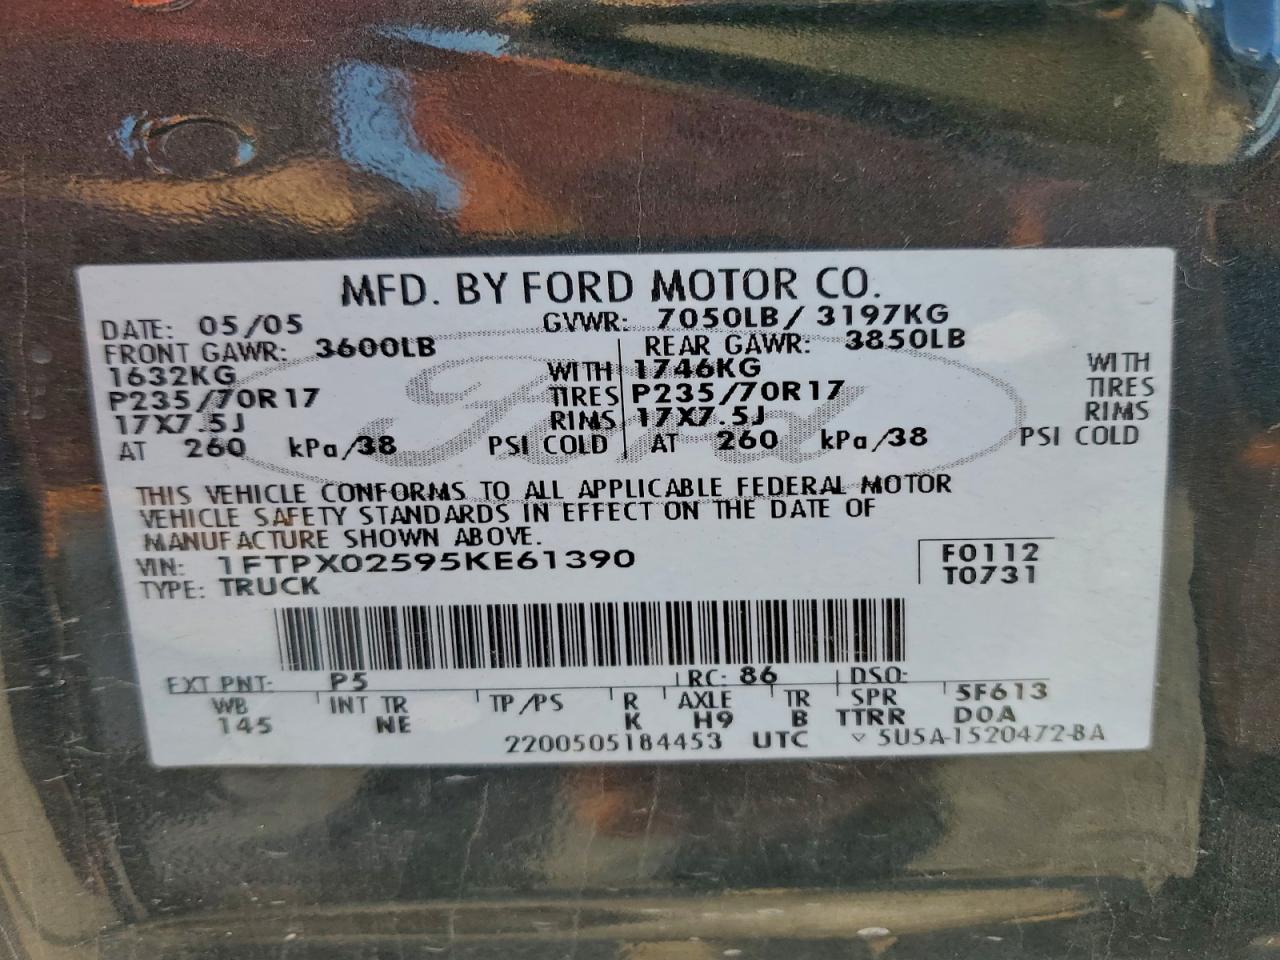 MFD. BY FORD MOTOR CO.
DATE: 05/05 GVWR: 7050LB/ 3197KG
FRONT GAWR: 3600LB REAR GAWR: 3850LB
1632KG WITH 1746KG WITH
P235/70R17 TIRES P235/70R17 TIRES
17X7.5J RIMS 17X7.5J RIMS
AT 260 kPa/38 PSI COLD AT 260 kPa/38 PSI COLD
Ford
THIS VEHICLE CONFORMS TO ALL APPLICABLE FEDERAL MOTOR
VEHICLE SAFETY STANDARDS IN EFFECT ON THE DATE OF
MANUFACTURE SHOWN ABOVE.
VIN: 1FTPX02595KE61390 F0112
TYPE: TRUCK T0731
EXT PNT: P5 RC: 86 DSO:
WB INT TR TP/PS R AXLE TR SPR 5F613
145 NE K H9 B TTRR DOA
2200505184453 UTC ▽ 5U5A-1520472-BA